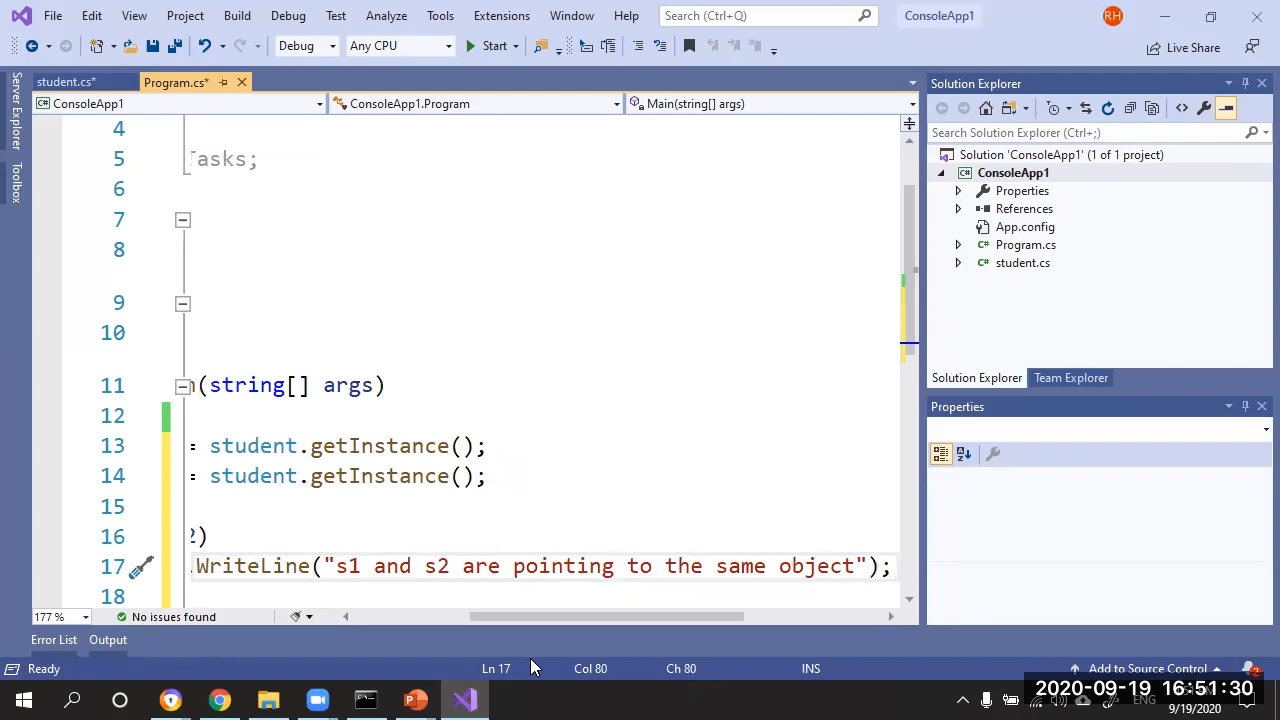 File Edit View Project Build Debug Test Analyze Tools Extensions Window Help Search (Ctrl+Q) ConsoleApp1 RH
Debug Any CPU Start Live Share
Server Explorer
Toolbox
student.cs* Program.cs*
ConsoleApp1 ConsoleApp1.Program Main(string[] args)
4
5 Tasks;
6
7
8
9
10
11 (string[] args)
12
13 = student.getInstance();
14 = student.getInstance();
15
16 2)
17 .WriteLine("s1 and s2 are pointing to the same object");
18
177 % No issues found
Solution Explorer
Search Solution Explorer (Ctrl+;)
Solution 'ConsoleApp1' (1 of 1 project)
ConsoleApp1
Properties
References
App.config
Program.cs
student.cs
Solution Explorer Team Explorer
Properties
Error List Output
Ready Ln 17 Col 80 Ch 80 INS Add to Source Control 2
2020-09-19 16:51:30
ENG
9/19/2020